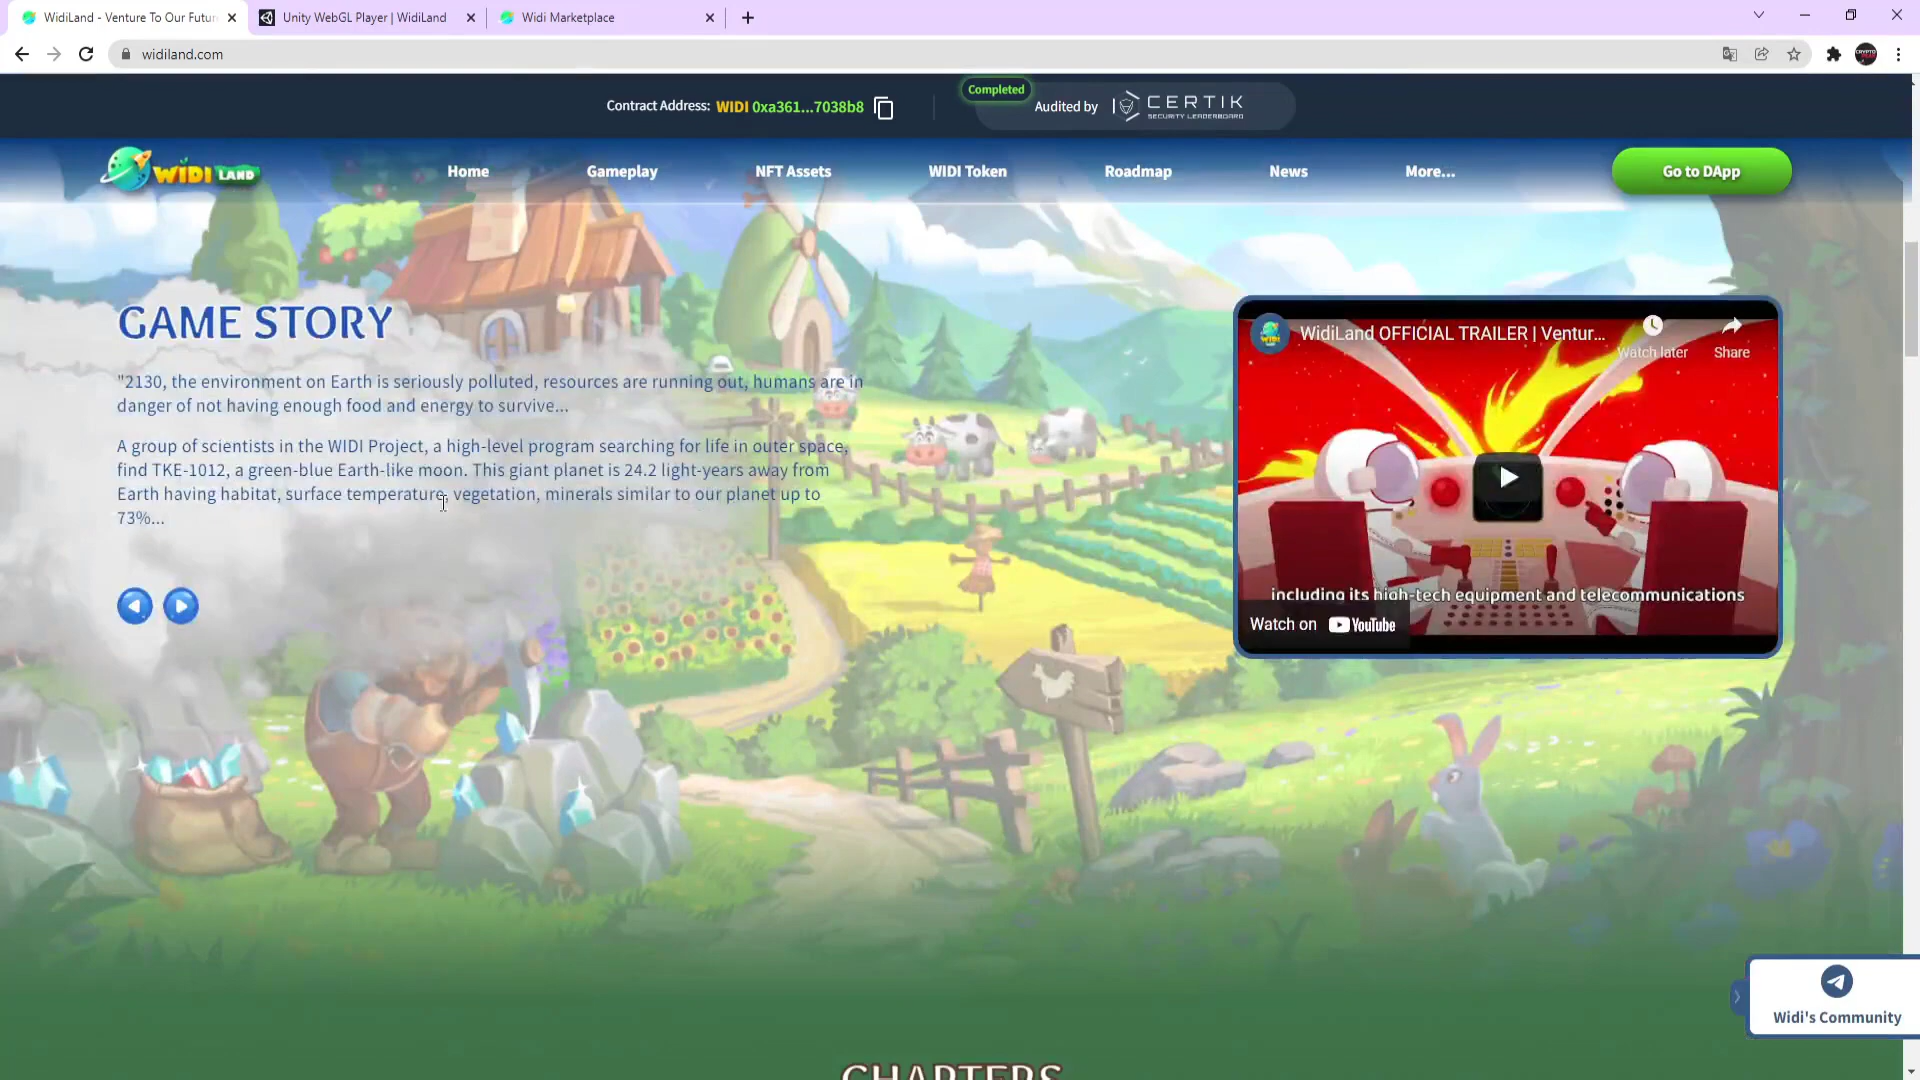 WidiLand - Venture To Our Futur
Unity WebGL Player | WidiLand
Widi Marketplace
widiland.com
Contract Address: WIDI 0xa361...7038b8
Completed
Audited by CERTIK
SECURITY LEADERBOARD
WIDI LAND
Home
Gameplay
NFT Assets
WIDI Token
Roadmap
News
More...
Go to DApp
GAME STORY
"2130, the environment on Earth is seriously polluted, resources are running out, humans are in
danger of not having enough food and energy to survive...
A group of scientists in the WIDI Project, a high-level program searching for life in outer space,
find TKE-1012, a green-blue Earth-like moon. This giant planet is 24.2 light-years away from
Earth having habitat, surface temperature, vegetation, minerals similar to our planet up to
73%...
WidiLand OFFICIAL TRAILER | Ventur...
Watch later
Share
including its high-tech equipment and telecommunications
Watch on YouTube
Widi's Community
CHAPTERS